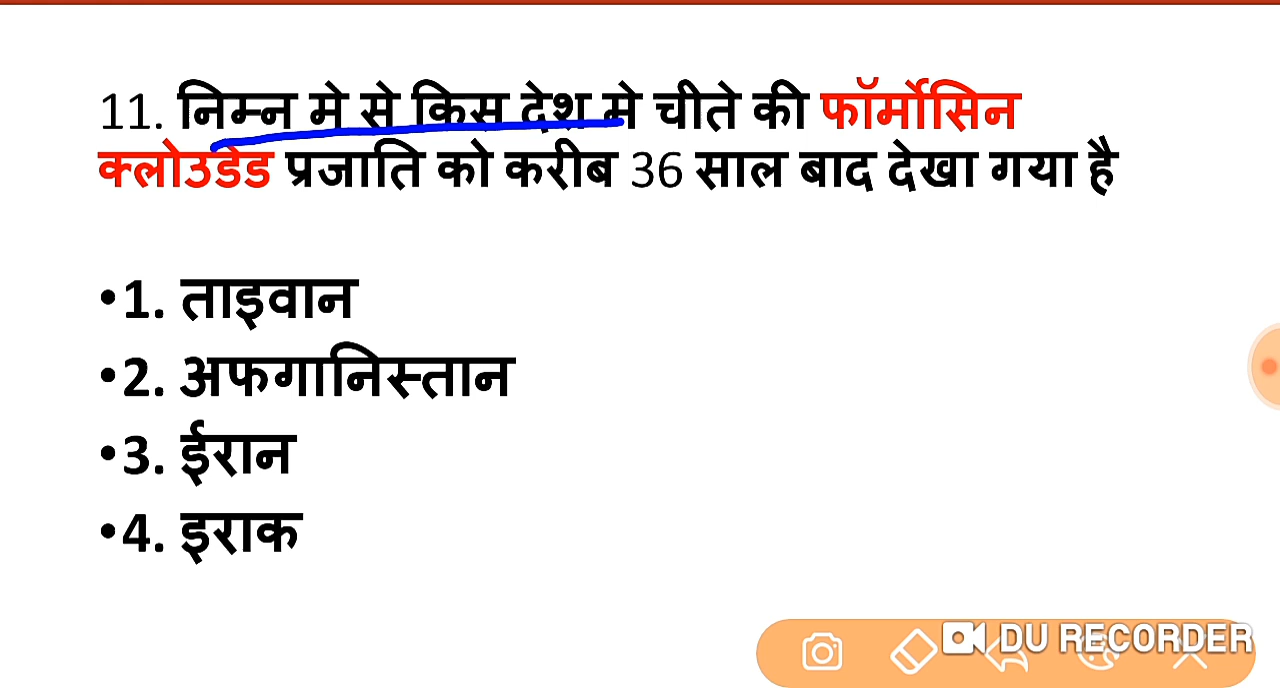 11. निम्न मे से किस देश मे चीते की फॉर्मोसिन
क्लोउडेड प्रजाति को करीब 36 साल बाद देखा गया है
•1. ताइवान
•2. अफगानिस्तान
•3. ईरान
•4. इराक
DU RECORDER